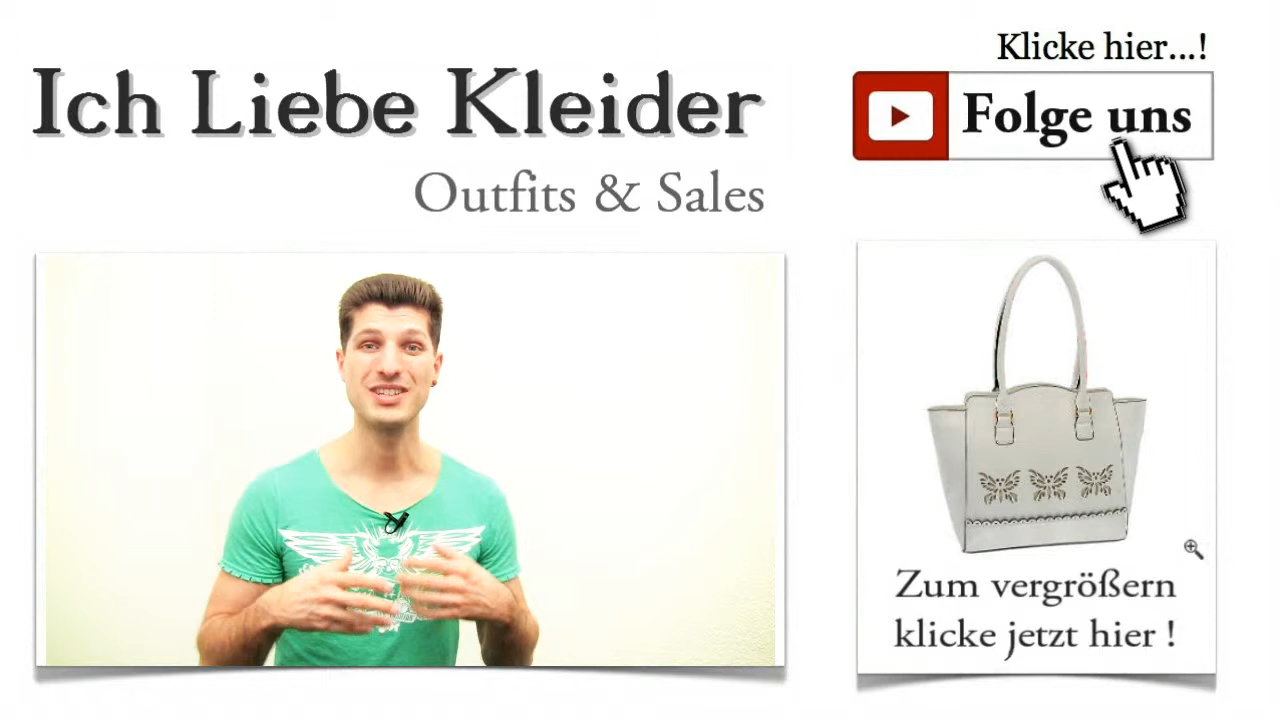 Ich Liebe Kleider
Outfits & Sales
Klicke hier...!
Folge uns
Zum vergrößern
klicke jetzt hier !